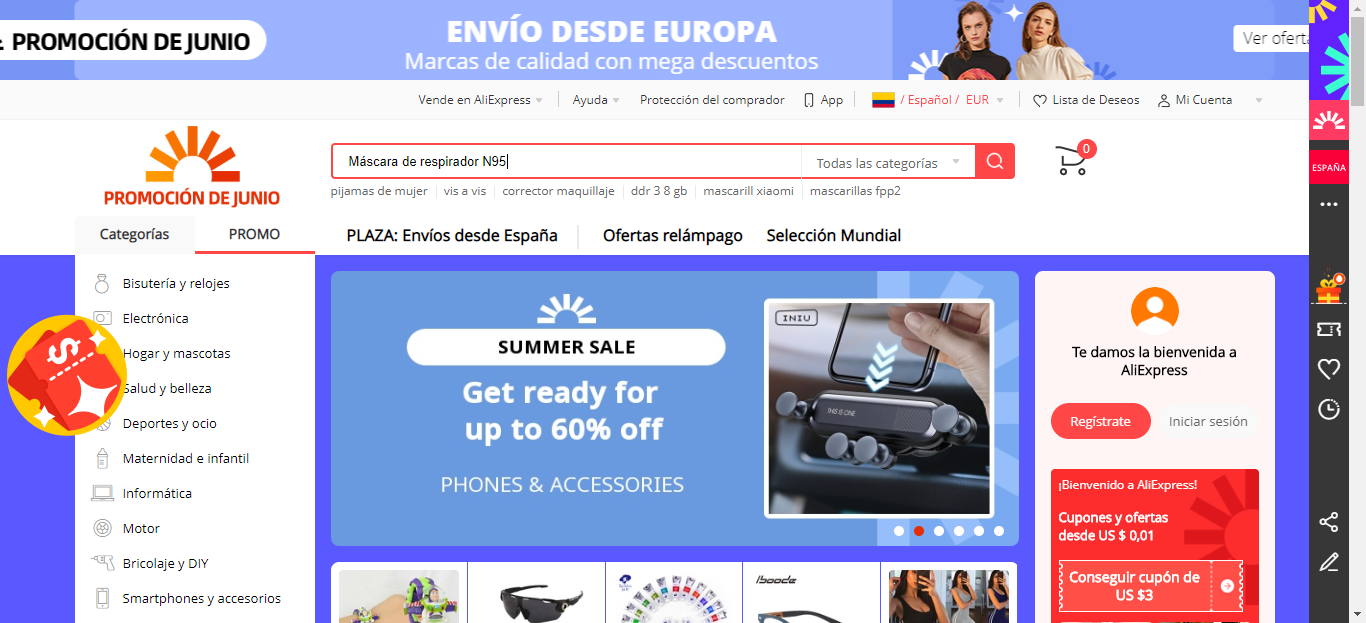 PROMOCIÓN DE JUNIO
ENVÍO DESDE EUROPA
Marcas de calidad con mega descuentos
Ver oferta
Vende en AliExpress
Ayuda
Protección del comprador
App
/ Español / EUR
Lista de Deseos
Mi Cuenta
PROMOCIÓN DE JUNIO
Máscara de respirador N95
Todas las categorías
0
ESPAÑA
pijamas de mujer
vis a vis
corrector maquillaje
ddr 3 8 gb
mascarill xiaomi
mascarillas fpp2
Categorías
PROMO
PLAZA: Envíos desde España
Ofertas relámpago
Selección Mundial
Bisutería y relojes
Electrónica
Hogar y mascotas
Salud y belleza
Deportes y ocio
Maternidad e infantil
Informática
Motor
Bricolaje y DIY
Smartphones y accesorios
$
SUMMER SALE
Get ready for
up to 60% off
PHONES & ACCESSORIES
INIU
THIS IS ONE
Te damos la bienvenida a
AliExpress
Regístrate
Iniciar sesión
¡Bienvenido a AliExpress!
Cupones y ofertas
desde US $ 0,01
Conseguir cupón de
US $3